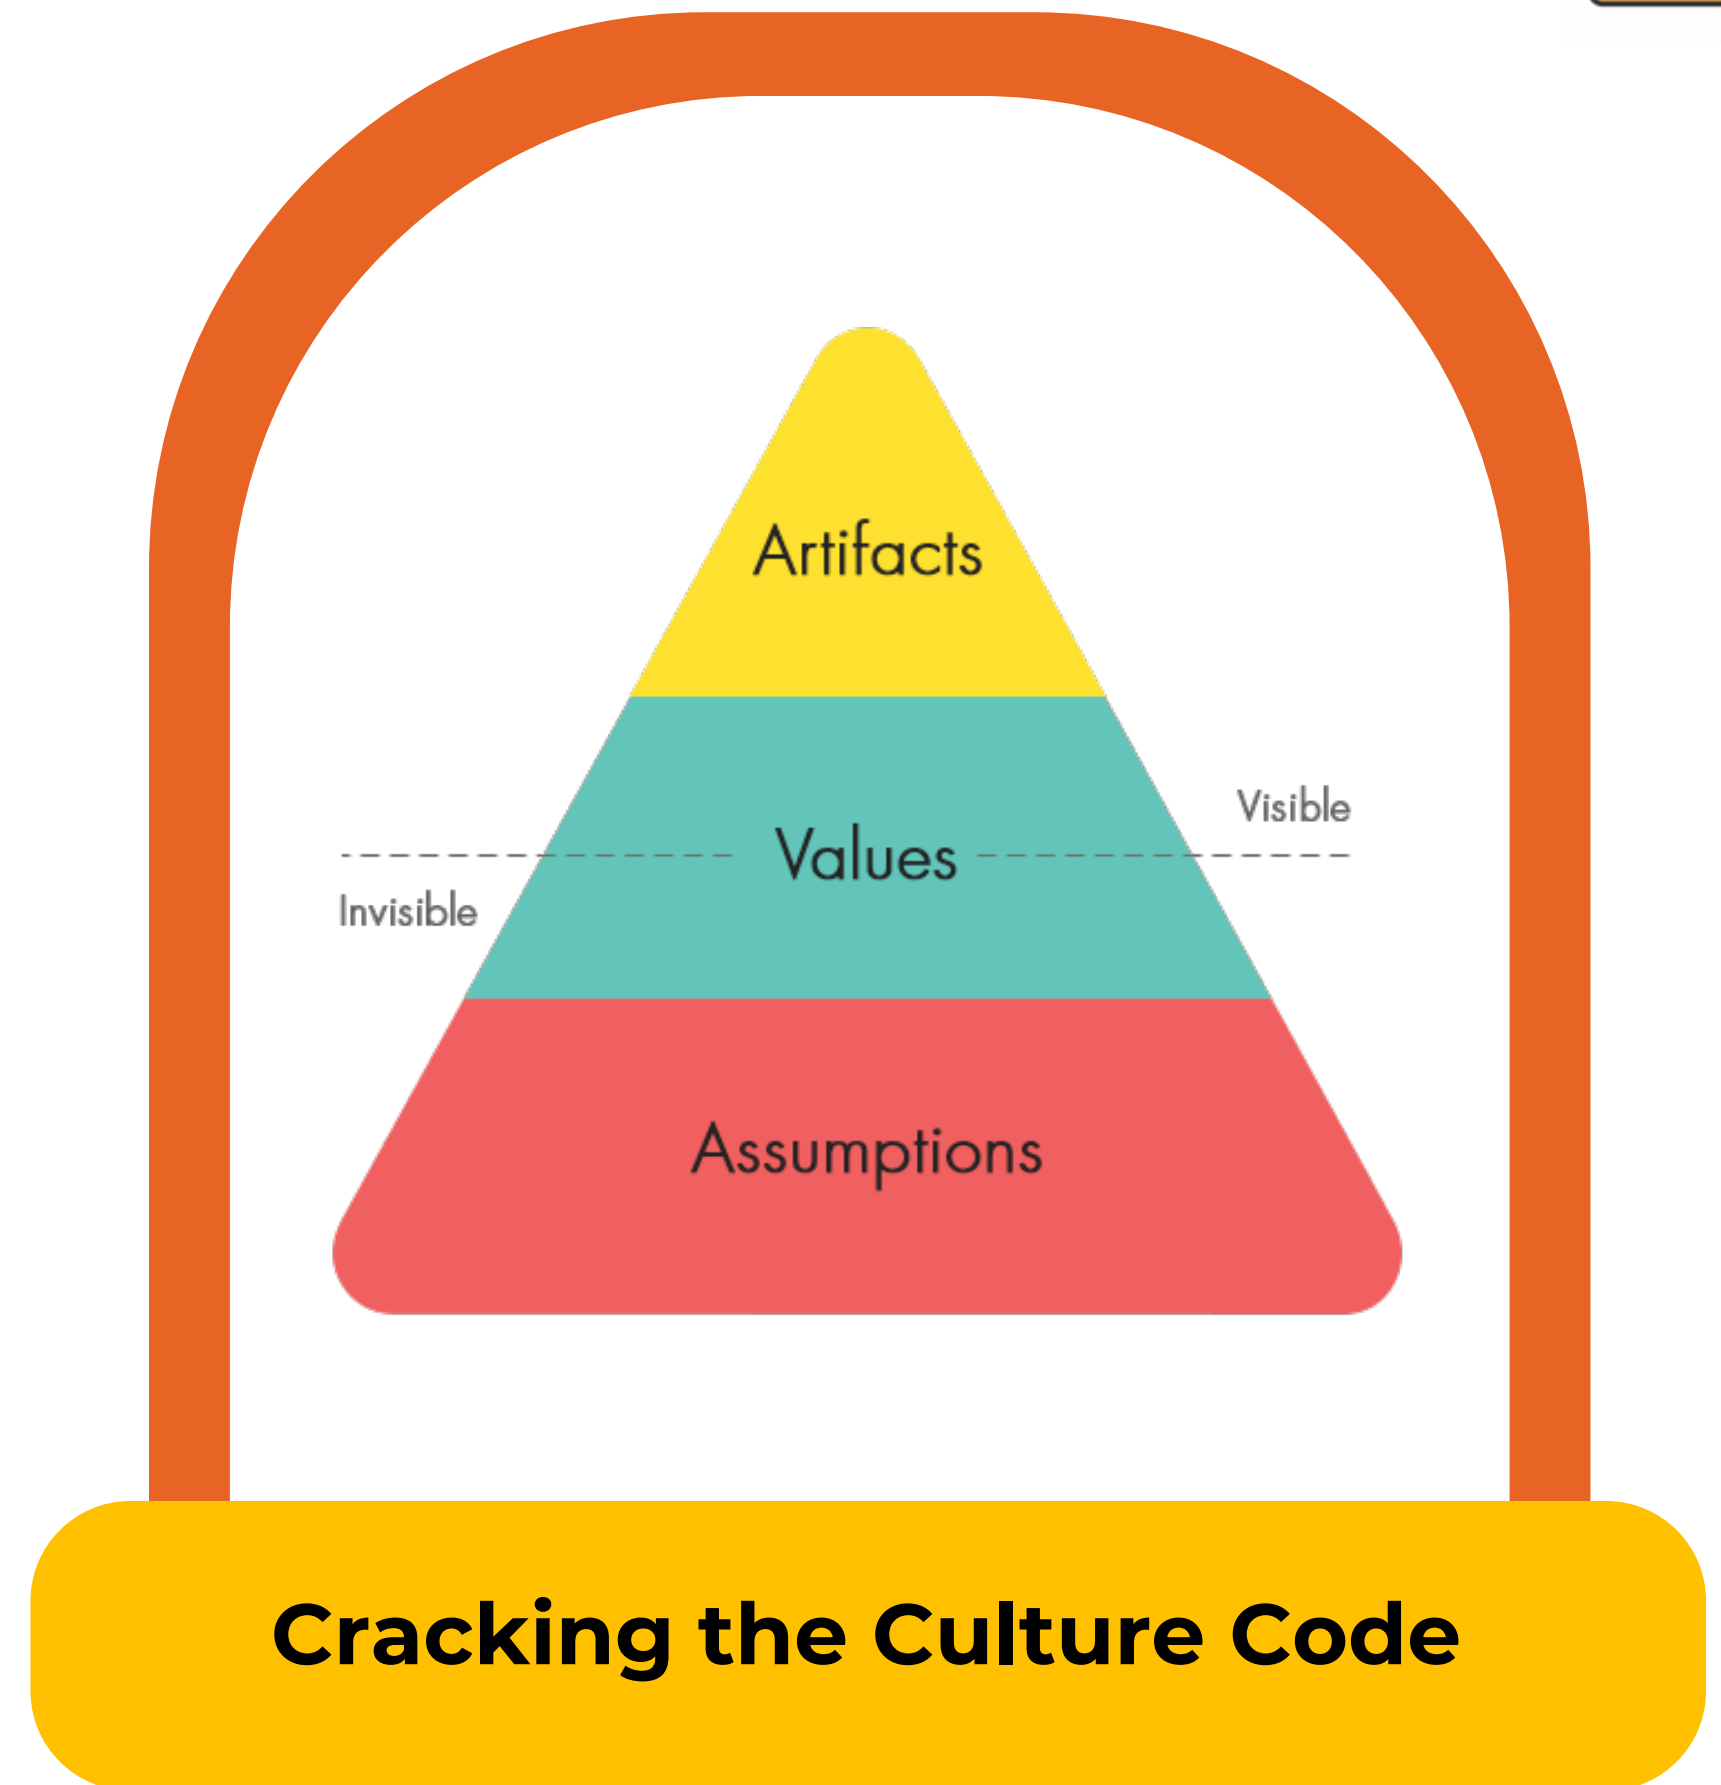 Artifacts
Visible
Values
Invisible
Assumptions
Cracking the Culture Code